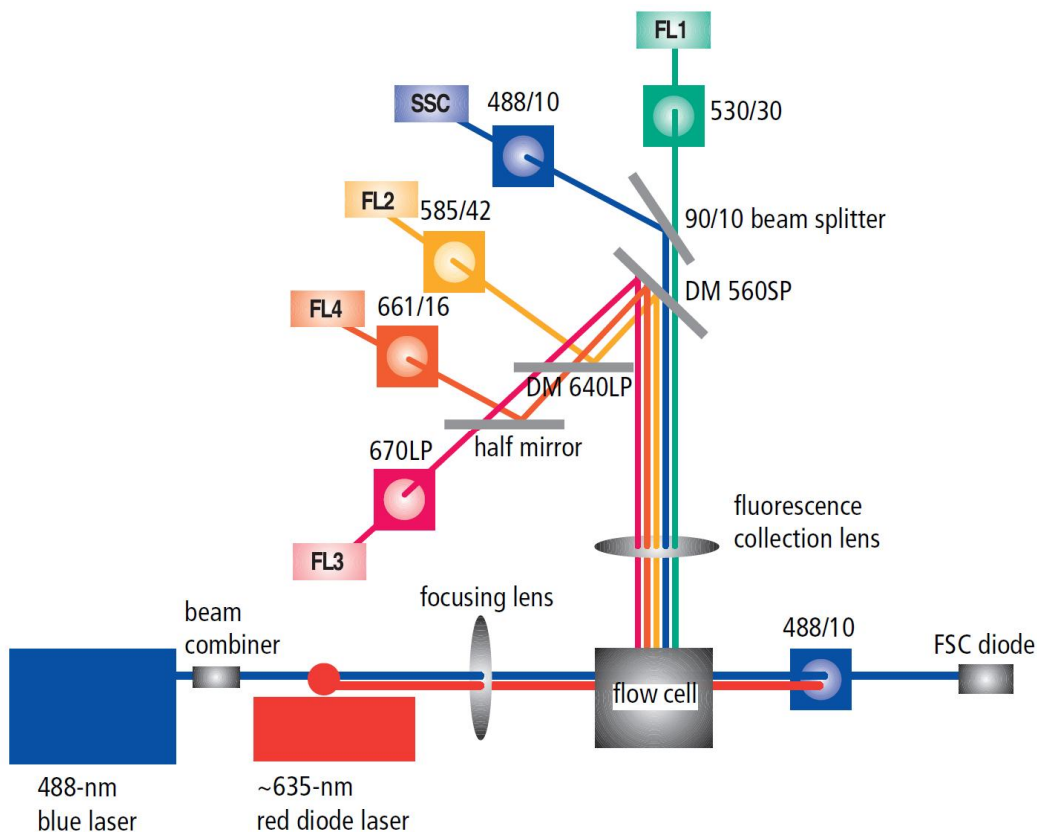 FL1
SSC
488/10
530/30
FL2
585/42
90/10 beam splitter
DM 560SP
FL4
661/16
DM 640LP
half mirror
670LP
fluorescence
collection lens
FL3
focusing lens
beam
combiner
488/10
FSC diode
flow cell
488-nm
blue laser
~635-nm
red diode laser